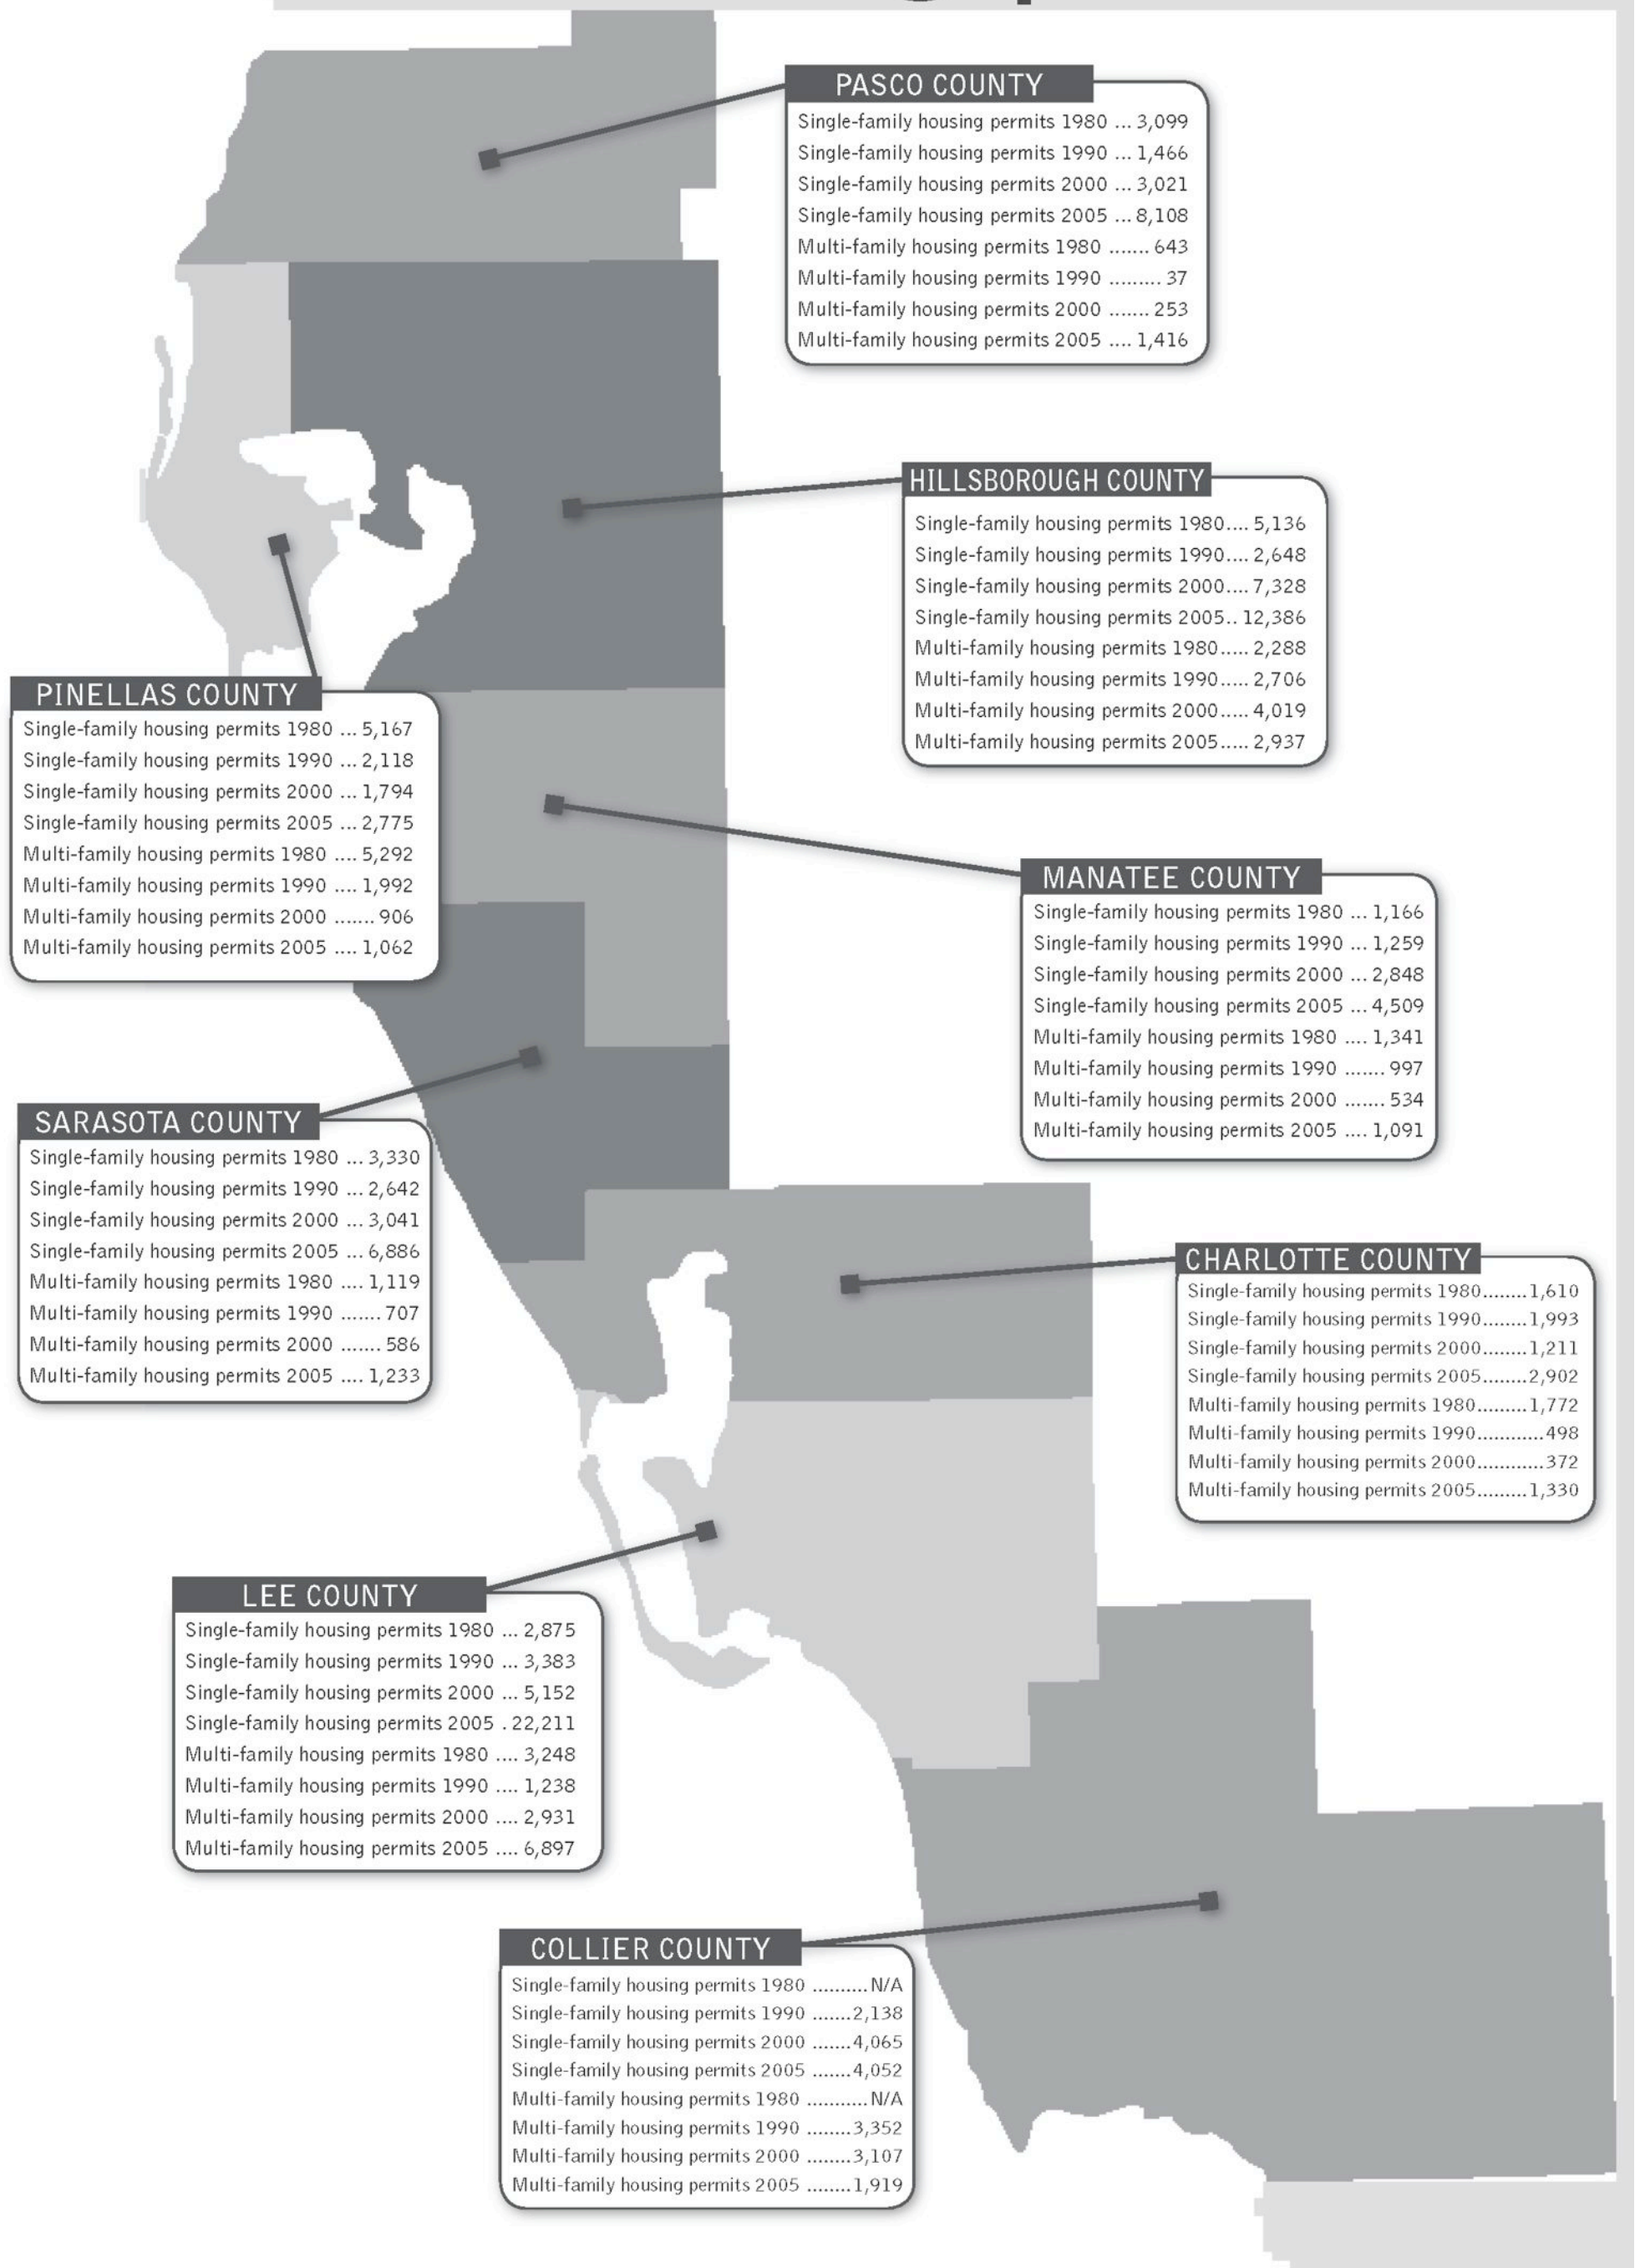 PASCO COUNTY
Single-family housing permits 1980 ... 3,099
Single-family housing permits 1990 ... 1,466
Single-family housing permits 2000 ... 3,021
Single-family housing permits 2005 ... 8,108
Multi-family housing permits 1980 ....... 643
Multi-family housing permits 1990 ......... 37
Multi-family housing permits 2000 ....... 253
Multi-family housing permits 2005 .... 1,416
HILLSBOROUGH COUNTY
Single-family housing permits 1980.... 5,136
Single-family housing permits 1990.... 2,648
Single-family housing permits 2000.... 7,328
Single-family housing permits 2005.. 12,386
Multi-family housing permits 1980..... 2,288
Multi-family housing permits 1990..... 2,706
Multi-family housing permits 2000..... 4,019
Multi-family housing permits 2005..... 2,937
PINELLAS COUNTY
Single-family housing permits 1980 ... 5,167
Single-family housing permits 1990 ... 2,118
Single-family housing permits 2000 ... 1,794
Single-family housing permits 2005 ... 2,775
Multi-family housing permits 1980 .... 5,292
Multi-family housing permits 1990 .... 1,992
Multi-family housing permits 2000 ....... 906
Multi-family housing permits 2005 .... 1,062
MANATEE COUNTY
Single-family housing permits 1980 ... 1,166
Single-family housing permits 1990 ... 1,259
Single-family housing permits 2000 ... 2,848
Single-family housing permits 2005 ... 4,509
Multi-family housing permits 1980 .... 1,341
Multi-family housing permits 1990 ....... 997
Multi-family housing permits 2000 ....... 534
Multi-family housing permits 2005 .... 1,091
SARASOTA COUNTY
Single-family housing permits 1980 ... 3,330
Single-family housing permits 1990 ... 2,642
Single-family housing permits 2000 ... 3,041
Single-family housing permits 2005 ... 6,886
Multi-family housing permits 1980 .... 1,119
Multi-family housing permits 1990 ....... 707
Multi-family housing permits 2000 ....... 586
Multi-family housing permits 2005 .... 1,233
CHARLOTTE COUNTY
Single-family housing permits 1980........1,610
Single-family housing permits 1990........1,993
Single-family housing permits 2000........1,211
Single-family housing permits 2005........2,902
Multi-family housing permits 1980.........1,772
Multi-family housing permits 1990............498
Multi-family housing permits 2000............372
Multi-family housing permits 2005.........1,330
LEE COUNTY
Single-family housing permits 1980 ... 2,875
Single-family housing permits 1990 ... 3,383
Single-family housing permits 2000 ... 5,152
Single-family housing permits 2005 . 22,211
Multi-family housing permits 1980 .... 3,248
Multi-family housing permits 1990 .... 1,238
Multi-family housing permits 2000 .... 2,931
Multi-family housing permits 2005 .... 6,897
COLLIER COUNTY
Single-family housing permits 1980 ..........N/A
Single-family housing permits 1990 .......2,138
Single-family housing permits 2000 .......4,065
Single-family housing permits 2005 .......4,052
Multi-family housing permits 1980 ...........N/A
Multi-family housing permits 1990 ........3,352
Multi-family housing permits 2000 ........3,107
Multi-family housing permits 2005 ........1,919